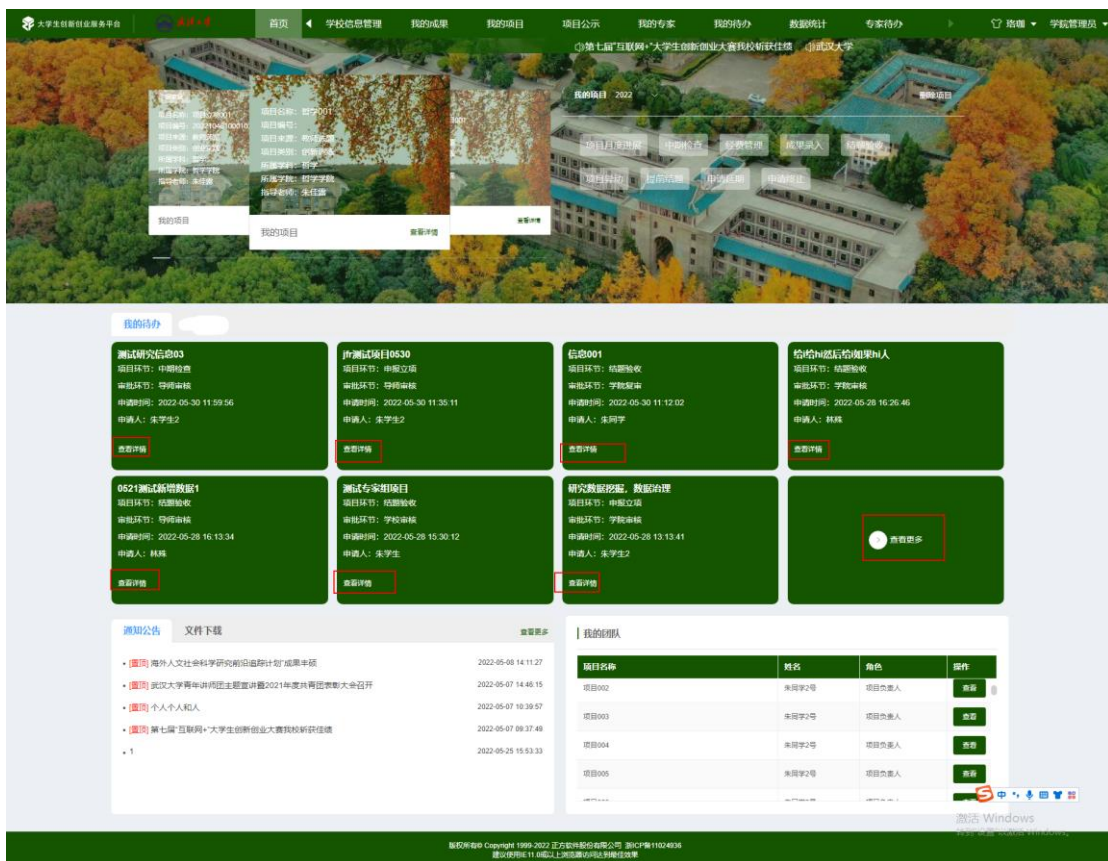 大学生创新创业服务平台
首页 学校信息管理 我的成果 我的项目 项目公示 我的专家 我的待办 数据统计 专家待办 珞珈 学院管理员
第七届"互联网+"大学生创新创业大赛我校斩获佳绩 武汉大学
我的项目 2022 删除项目
项目名称：哲学001
项目编号：
所属学科：哲学
所属学院：哲学学院
我的项目 查看详情
我的项目 查看详情
查看详情
项目月度进展 中期检查 经费管理 成果录入 结题验收
提前结题 申请延期 申请终止
我的待办
测试研究信息03
项目环节：中期检查
审批环节：导师审核
申请时间：2022-05-30 11:59:56
申请人：朱学生2
查看详情
jfr测试项目0530
项目环节：申报立项
审批环节：导师审核
申请时间：2022-05-30 11:35:11
申请人：朱学生2
查看详情
信息001
项目环节：结题验收
审批环节：学院复审
申请时间：2022-05-30 11:12:02
申请人：朱同学
查看详情
给i给hi然后给i如果hi人
项目环节：结题验收
审批环节：学院审核
申请时间：2022-05-28 16:26:46
申请人：林殊
查看详情
0521测试新增数据1
项目环节：结题验收
审批环节：导师审核
申请时间：2022-05-28 16:13:34
申请人：林殊
查看详情
测试专家组项目
项目环节：结题验收
审批环节：学校审核
申请时间：2022-05-28 15:30:12
申请人：朱学生
查看详情
研究数据挖掘，数据治理
项目环节：申报立项
审批环节：学院审核
申请时间：2022-05-28 13:13:41
申请人：朱学生2
查看详情
查看更多
通知公告 文件下载 查看更多
[置顶] 海外人文社会科学研究前沿追踪计划"成果丰硕 2022-05-08 14:11:27
[置顶] 武汉大学青年讲师团主题宣讲暨2021年度共青团表彰大会召开 2022-05-07 14:46:15
[置顶] 个人个人和人 2022-05-07 10:39:57
[置顶] 第七届"互联网+"大学生创新创业大赛我校斩获佳绩 2022-05-07 09:37:49
1 2022-05-25 15:53:33
我的团队
项目名称 姓名 角色 操作
项目002 朱同学2号 项目负责人 查看
项目003 朱同学2号 项目负责人 查看
项目004 朱同学2号 项目负责人 查看
项目005 朱同学2号 项目负责人 查看
中
激活 Windows
版权所有© Copyright 1999-2022 正方软件股份有限公司 浙ICP备11024936
建议使用IE11.0或以上浏览器访问达到最佳效果